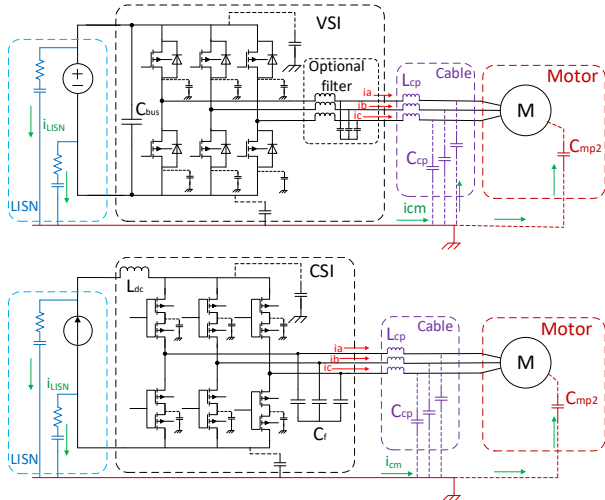 VSI
Optional
filter
Cable
Motor
Lcp
ia
ib
ic
M
Cbus
iLISN
Ccp
Cmp2
icm
LISN
CSI
Ldc
Cable
Motor
Lcp
ia
ib
ic
M
iLISN
Ccp
Cmp2
Cf
icm
LISN